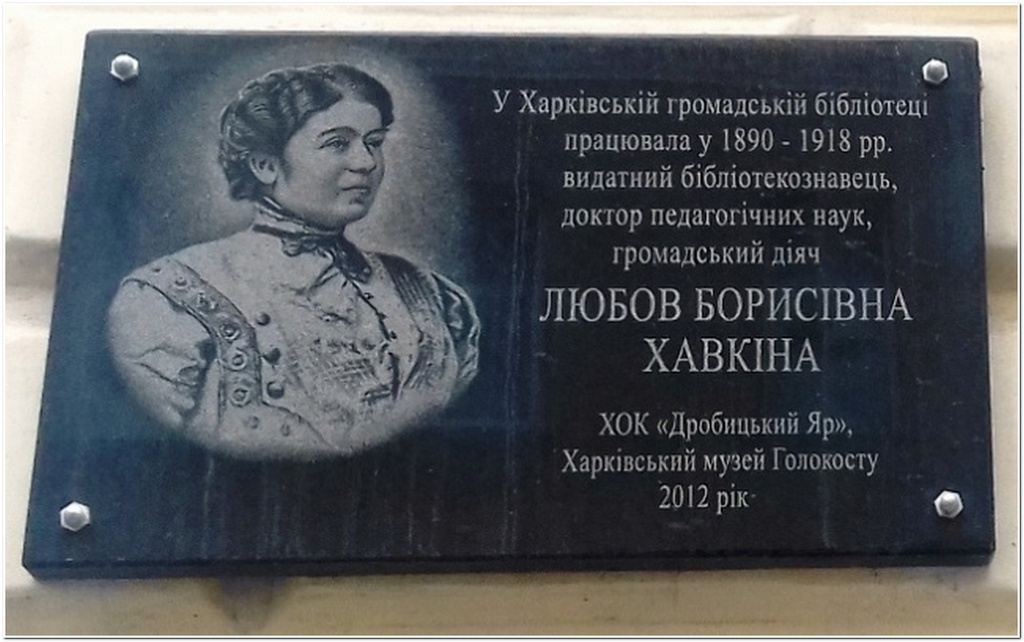 У Харківській громадській бібліотеці
працювала у 1890 - 1918 рр.
видатний бібліотекознавець,
доктор педагогічних наук,
громадський діяч
ЛЮБОВ БОРИСІВНА
ХАВКІНА
ХОК «Дробицький Яр»,
Харківський музей Голокосту
2012 рік